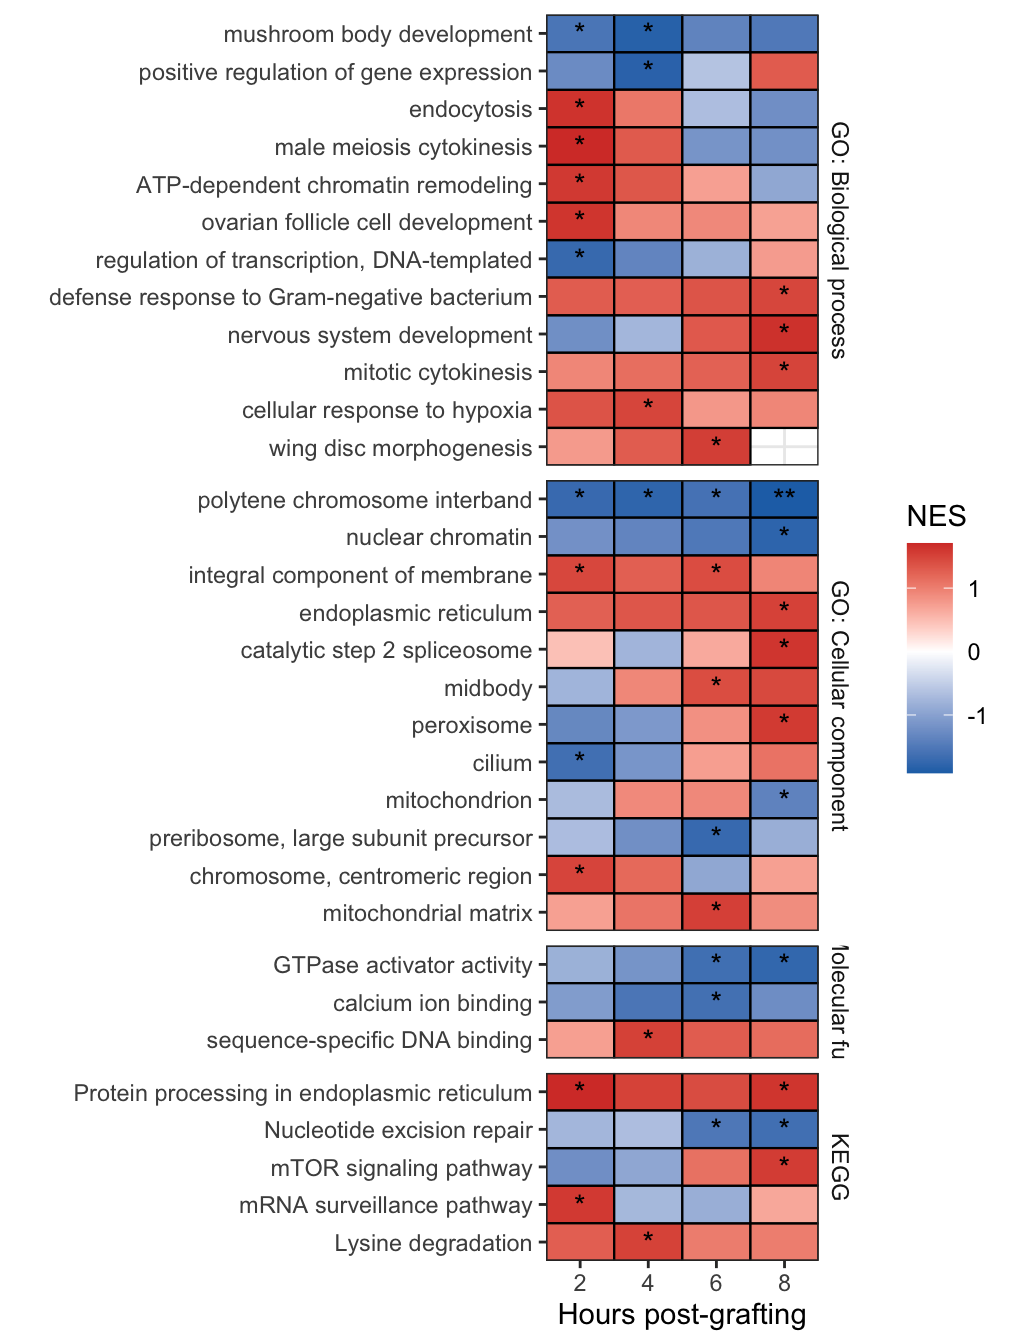 mushroom body development * *
positive regulation of gene expression *
endocytosis *
male meiosis cytokinesis *
ATP-dependent chromatin remodeling *
ovarian follicle cell development *
regulation of transcription, DNA-templated *
defense response to Gram-negative bacterium *
nervous system development *
mitotic cytokinesis *
cellular response to hypoxia *
wing disc morphogenesis *
GO: Biological process
polytene chromosome interband * * * **
nuclear chromatin *
integral component of membrane * *
endoplasmic reticulum *
catalytic step 2 spliceosome *
midbody *
peroxisome *
cilium *
mitochondrion *
preribosome, large subunit precursor *
chromosome, centromeric region *
mitochondrial matrix *
GO: Cellular component
GTPase activator activity * *
calcium ion binding *
sequence-specific DNA binding *
olecular fu
Protein processing in endoplasmic reticulum * *
Nucleotide excision repair * *
mTOR signaling pathway *
mRNA surveillance pathway *
Lysine degradation *
KEGG
2 4 6 8
Hours post-grafting
NES
1
0
-1